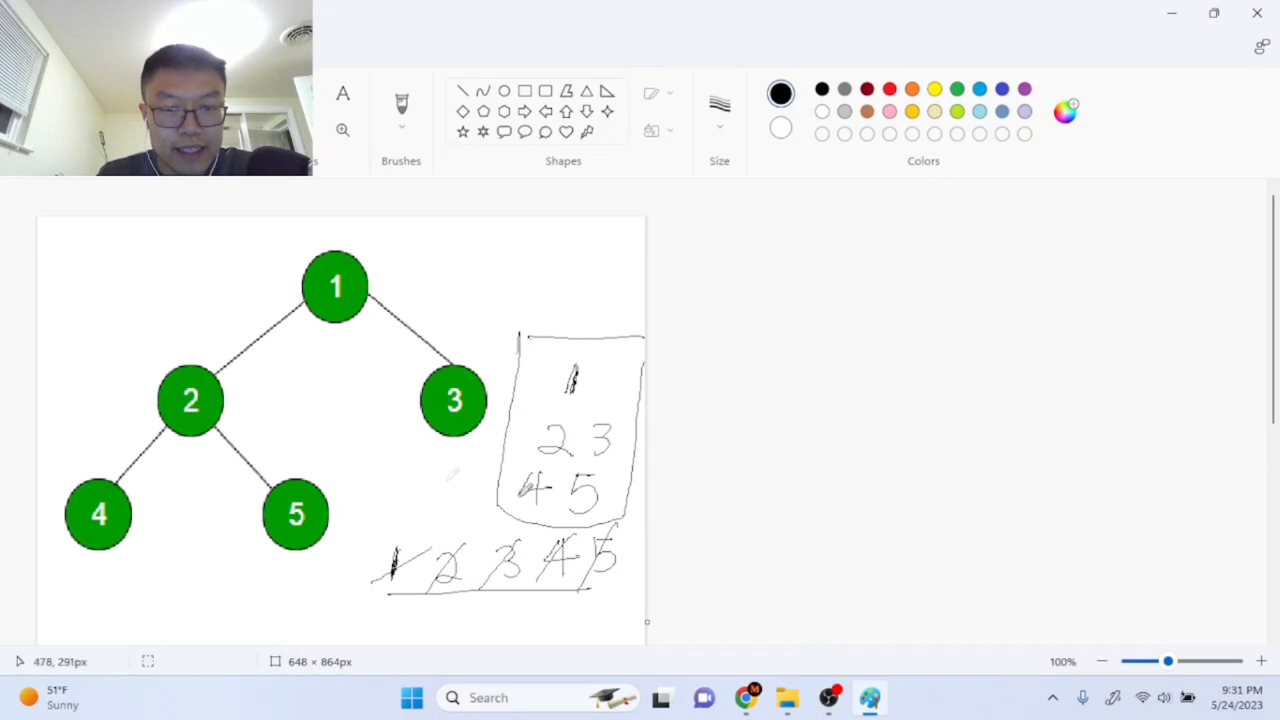 A
s
Brushes
Shapes
Size
Colors
1
2
3
4
5
1
2 3
4 5
1 2 3 4 5
478, 291px
648 × 864px
100%
51°F
Sunny
Search
M
9:31 PM
5/24/2023